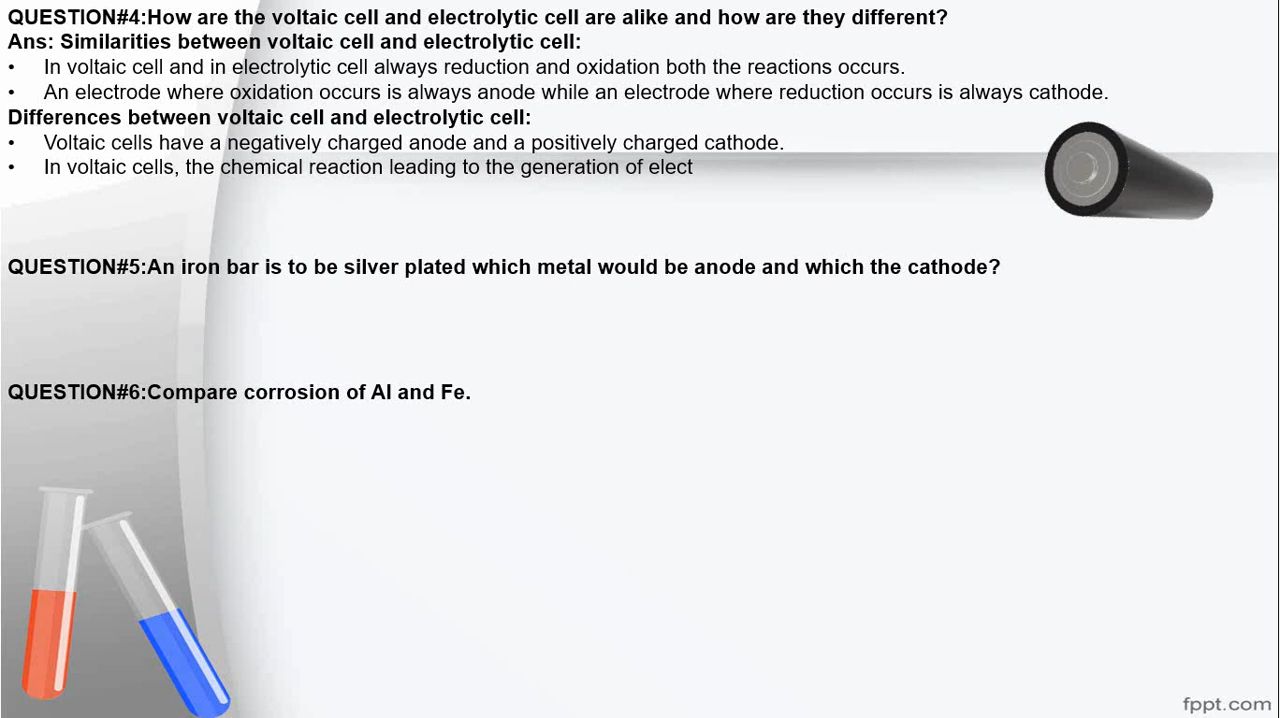 QUESTION#4:How are the voltaic cell and electrolytic cell are alike and how are they different?
Ans: Similarities between voltaic cell and electrolytic cell:
• In voltaic cell and in electrolytic cell always reduction and oxidation both the reactions occurs.
• An electrode where oxidation occurs is always anode while an electrode where reduction occurs is always cathode.
Differences between voltaic cell and electrolytic cell:
• Voltaic cells have a negatively charged anode and a positively charged cathode.
• In voltaic cells, the chemical reaction leading to the generation of elect
QUESTION#5:An iron bar is to be silver plated which metal would be anode and which the cathode?
QUESTION#6:Compare corrosion of Al and Fe.
fppt.com